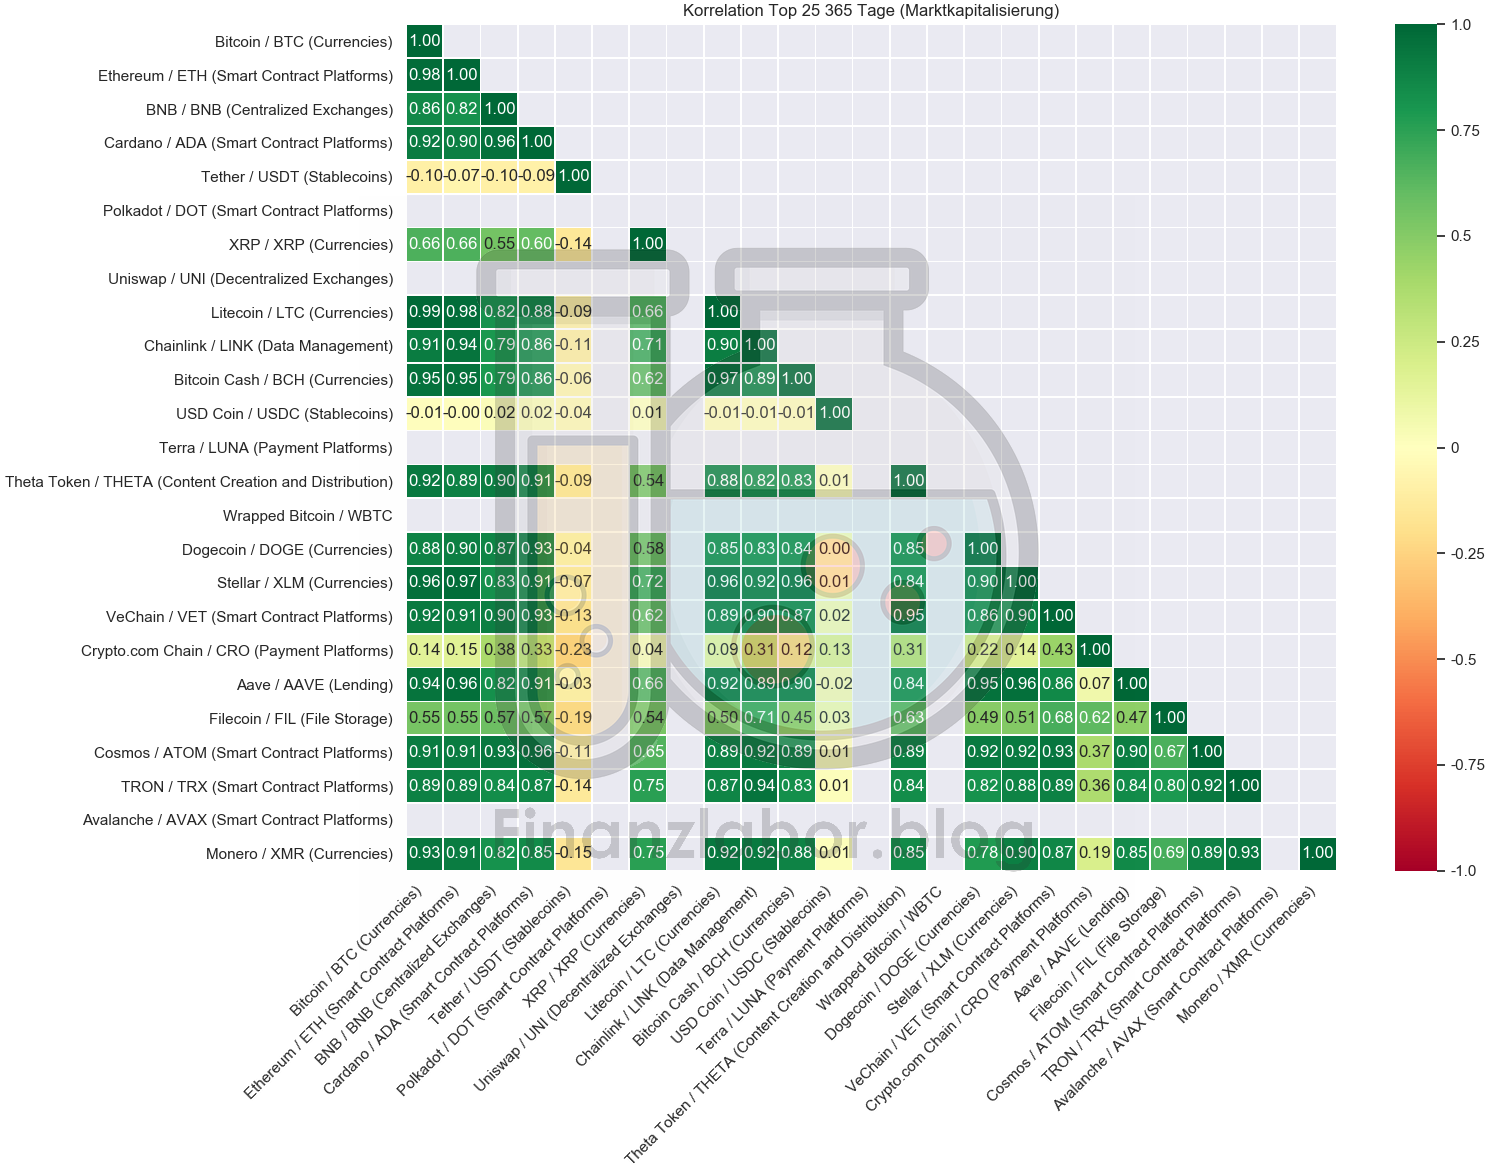 Korrelation Top 25 365 Tage (Marktkapitalisierung)
Bitcoin / BTC (Currencies) 1.00
Ethereum / ETH (Smart Contract Platforms) 0.98 1.00
BNB / BNB (Centralized Exchanges) 0.86 0.82 1.00
Cardano / ADA (Smart Contract Platforms) 0.92 0.90 0.96 1.00
Tether / USDT (Stablecoins) -0.10 -0.07 -0.10 -0.09 1.00
Polkadot / DOT (Smart Contract Platforms)
XRP / XRP (Currencies) 0.66 0.66 0.55 0.60 -0.14 1.00
Uniswap / UNI (Decentralized Exchanges)
Litecoin / LTC (Currencies) 0.99 0.98 0.82 0.88 -0.09 0.66 1.00
Chainlink / LINK (Data Management) 0.91 0.94 0.79 0.86 -0.11 0.71 0.90 1.00
Bitcoin Cash / BCH (Currencies) 0.95 0.95 0.79 0.86 -0.06 0.62 0.97 0.89 1.00
USD Coin / USDC (Stablecoins) -0.01 -0.00 0.02 0.02 -0.04 0.01 -0.01 -0.01 -0.01 1.00
Terra / LUNA (Payment Platforms)
Theta Token / THETA (Content Creation and Distribution) 0.92 0.89 0.90 0.91 -0.09 0.54 0.88 0.82 0.83 0.01 1.00
Wrapped Bitcoin / WBTC
Dogecoin / DOGE (Currencies) 0.88 0.90 0.87 0.93 -0.04 0.58 0.85 0.83 0.84 0.00 0.85 1.00
Stellar / XLM (Currencies) 0.96 0.97 0.83 0.91 -0.07 0.72 0.96 0.92 0.96 0.01 0.84 0.90 1.00
VeChain / VET (Smart Contract Platforms) 0.92 0.91 0.90 0.93 -0.13 0.62 0.89 0.90 0.87 0.02 0.95 0.86 0.90 1.00
Crypto.com Chain / CRO (Payment Platforms) 0.14 0.15 0.38 0.33 -0.23 0.04 0.09 0.31 0.12 0.13 0.31 0.22 0.14 0.43 1.00
Aave / AAVE (Lending) 0.94 0.96 0.82 0.91 -0.03 0.66 0.92 0.89 0.90 -0.02 0.84 0.95 0.96 0.86 0.07 1.00
Filecoin / FIL (File Storage) 0.55 0.55 0.57 0.57 -0.19 0.54 0.50 0.71 0.45 0.03 0.63 0.49 0.51 0.68 0.62 0.47 1.00
Cosmos / ATOM (Smart Contract Platforms) 0.91 0.91 0.93 0.96 -0.11 0.65 0.89 0.92 0.89 0.01 0.89 0.92 0.92 0.93 0.37 0.90 0.67 1.00
TRON / TRX (Smart Contract Platforms) 0.89 0.89 0.84 0.87 -0.14 0.75 0.87 0.94 0.83 0.01 0.84 0.82 0.88 0.89 0.36 0.84 0.80 0.92 1.00
Avalanche / AVAX (Smart Contract Platforms)
Monero / XMR (Currencies) 0.93 0.91 0.82 0.85 -0.15 0.75 0.92 0.92 0.88 0.01 0.85 0.78 0.90 0.87 0.19 0.85 0.69 0.89 0.93 1.00
Finanzlabor.blog
Bitcoin / BTC (Currencies)
Ethereum / ETH (Smart Contract Platforms)
BNB / BNB (Centralized Exchanges)
Cardano / ADA (Smart Contract Platforms)
Tether / USDT (Stablecoins)
Polkadot / DOT (Smart Contract Platforms)
XRP / XRP (Currencies)
Uniswap / UNI (Decentralized Exchanges)
Litecoin / LTC (Currencies)
Chainlink / LINK (Data Management)
Bitcoin Cash / BCH (Currencies)
USD Coin / USDC (Stablecoins)
Terra / LUNA (Payment Platforms)
Theta Token / THETA (Content Creation and Distribution)
Wrapped Bitcoin / WBTC
Dogecoin / DOGE (Currencies)
Stellar / XLM (Currencies)
VeChain / VET (Smart Contract Platforms)
Crypto.com Chain / CRO (Payment Platforms)
Aave / AAVE (Lending)
Filecoin / FIL (File Storage)
Cosmos / ATOM (Smart Contract Platforms)
TRON / TRX (Smart Contract Platforms)
Avalanche / AVAX (Smart Contract Platforms)
Monero / XMR (Currencies)
1.0
0.75
0.5
0.25
0
-0.25
-0.5
-0.75
-1.0